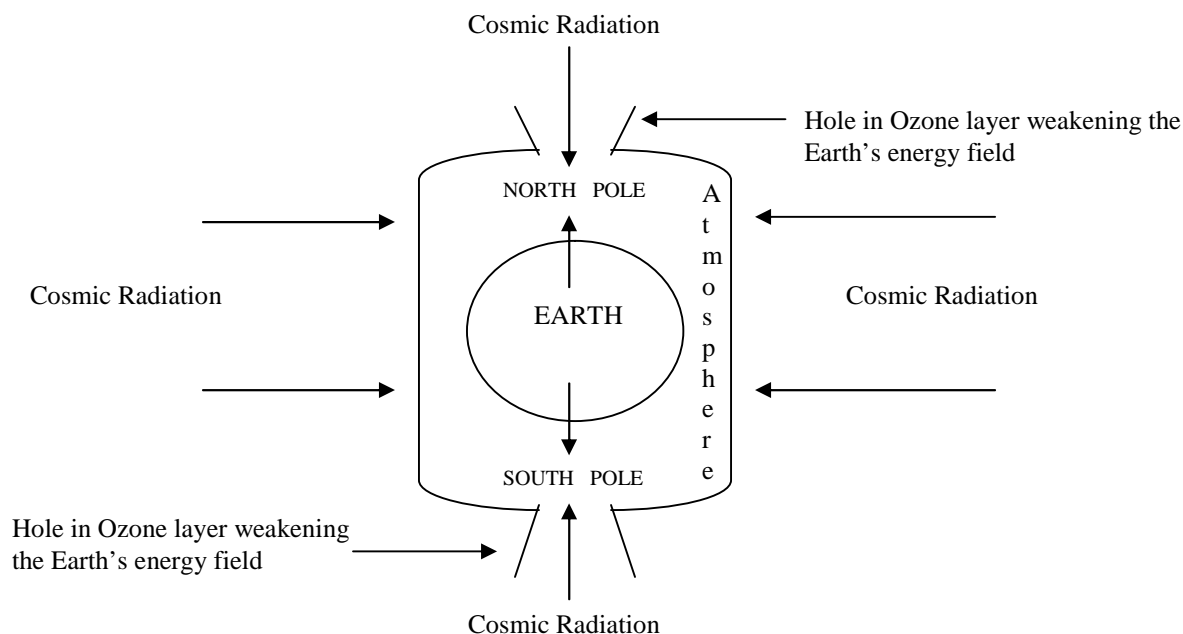 Cosmic Radiation
Hole in Ozone layer weakening the
Earth's energy field
NORTH POLE
Atmosphere
Cosmic Radiation
EARTH
Cosmic Radiation
SOUTH POLE
Hole in Ozone layer weakening
the Earth's energy field
Cosmic Radiation